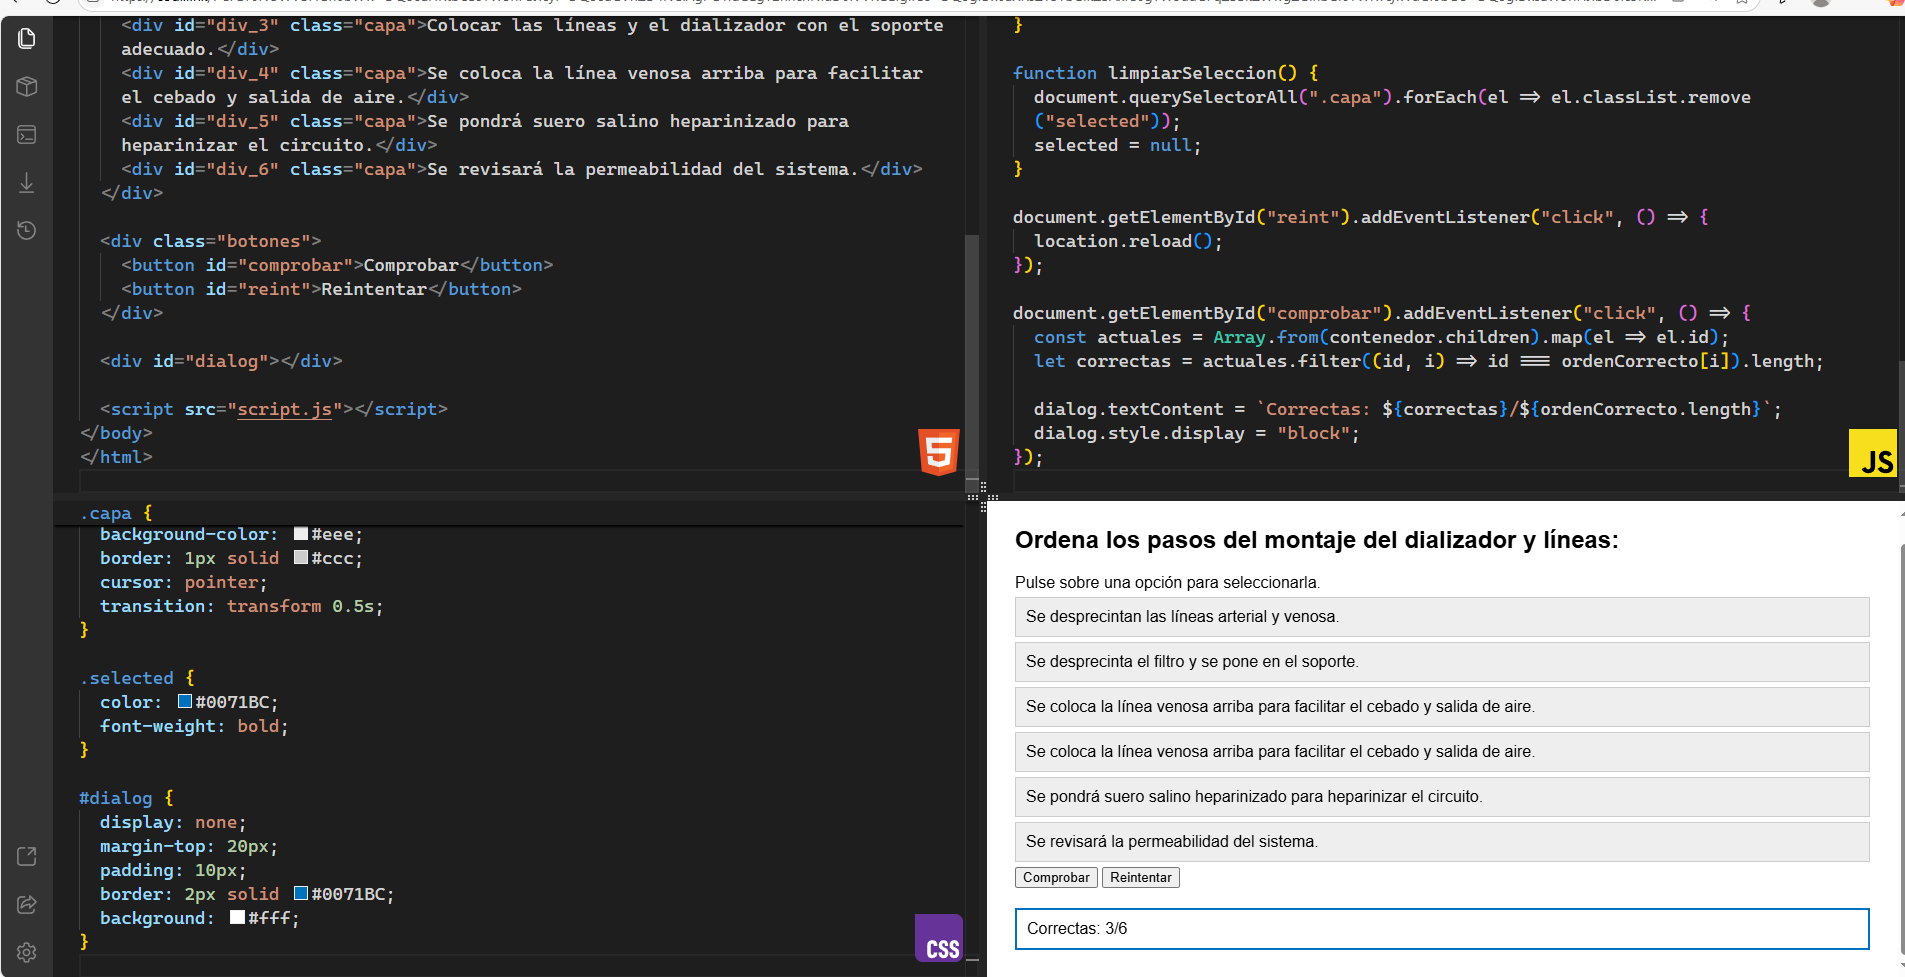 <div id="div_3" class="capa">Colocar las líneas y el dializador con el soporte
adecuado.</div>
<div id="div_4" class="capa">Se coloca la línea venosa arriba para facilitar
el cebado y salida de aire.</div>
<div id="div_5" class="capa">Se pondrá suero salino heparinizado para
heparinizar el circuito.</div>
<div id="div_6" class="capa">Se revisará la permeabilidad del sistema.</div>
</div>
<div class="botones">
<button id="comprobar">Comprobar</button>
<button id="reint">Reintentar</button>
</div>
<div id="dialog"></div>
<script src="script.js"></script>
</body>
</html>
5
}
function limpiarSeleccion() {
document.querySelectorAll(".capa").forEach(el => el.classList.remove
("selected"));
selected = null;
}
document.getElementById("reint").addEventListener("click", () => {
location.reload();
});
document.getElementById("comprobar").addEventListener("click", () => {
const actuales = Array.from(contenedor.children).map(el => el.id);
let correctas = actuales.filter((id, i) => id === ordenCorrecto[i]).length;
dialog.textContent = `Correctas: ${correctas}/${ordenCorrecto.length}`;
dialog.style.display = "block";
});
JS
.capa {
background-color: #eee;
border: 1px solid #ccc;
cursor: pointer;
transition: transform 0.5s;
}
.selected {
color: #0071BC;
font-weight: bold;
}
#dialog {
display: none;
margin-top: 20px;
padding: 10px;
border: 2px solid #0071BC;
background: #fff;
}
CSS
Ordena los pasos del montaje del dializador y líneas:
Pulse sobre una opción para seleccionarla.
Se desprecintan las líneas arterial y venosa.
Se desprecinta el filtro y se pone en el soporte.
Se coloca la línea venosa arriba para facilitar el cebado y salida de aire.
Se coloca la línea venosa arriba para facilitar el cebado y salida de aire.
Se pondrá suero salino heparinizado para heparinizar el circuito.
Se revisará la permeabilidad del sistema.
Comprobar Reintentar
Correctas: 3/6